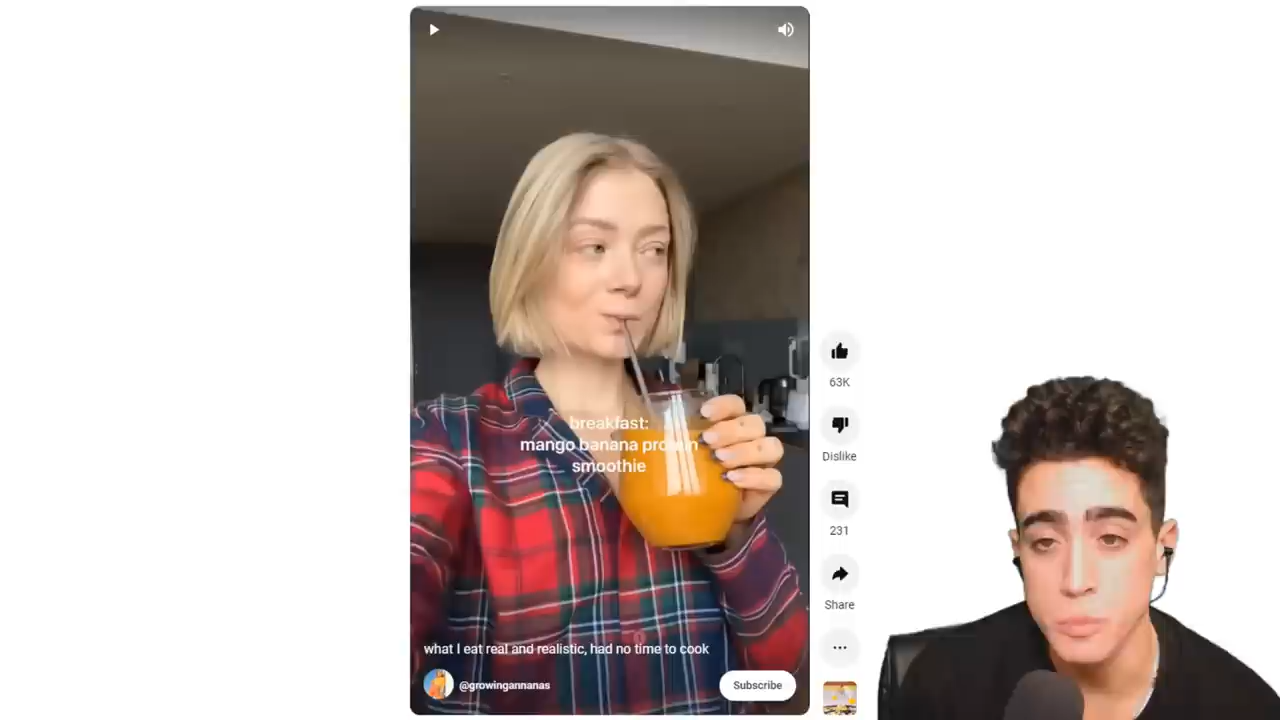 breakfast:
mango banana protein
smoothie
63K
Dislike
231
Share
what I eat real and realistic, had no time to cook
@growingannanas
Subscribe